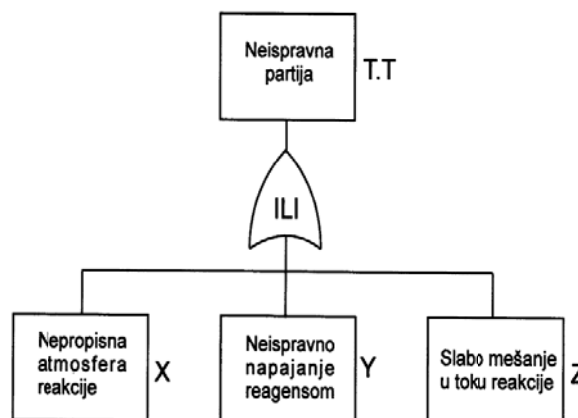 Neispravna
partija
T.T
ILI
Nepropisna
atmosfera
reakcije
X
Neispravno
napajanje
reagensom
Y
Slabo mešanje
u toku reakcije
Z